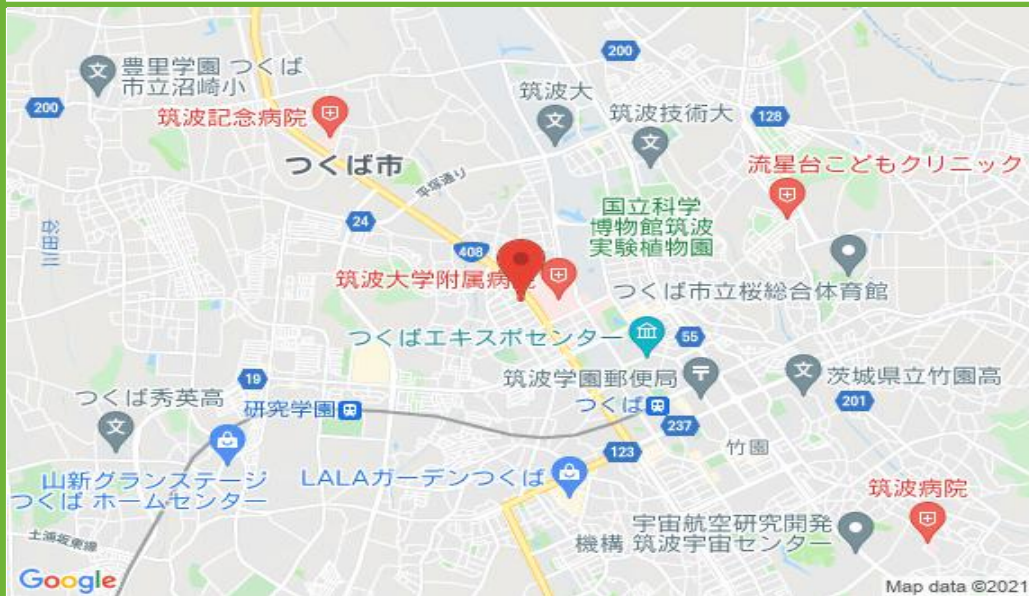 200
豊里学園 つくば
市立沼崎小
200
筑波大
筑波技術大
128
筑波記念病院
つくば市
平塚通り
流星台こどもクリニック
24
国立科学
博物館筑波
実験植物園
谷田川
408
筑波大学附属病院
つくば市立桜総合体育館
つくばエキスポセンター
55
19
筑波学園郵便局
茨城県立竹園高
つくば秀英高
研究学園
つくば
201
237
123
竹園
山新グランステージ
つくば ホームセンター
LALAガーデンつくば
筑波病院
宇宙航空研究開発
機構 筑波宇宙センター
土浦坂東線
Google
Map data ©2021